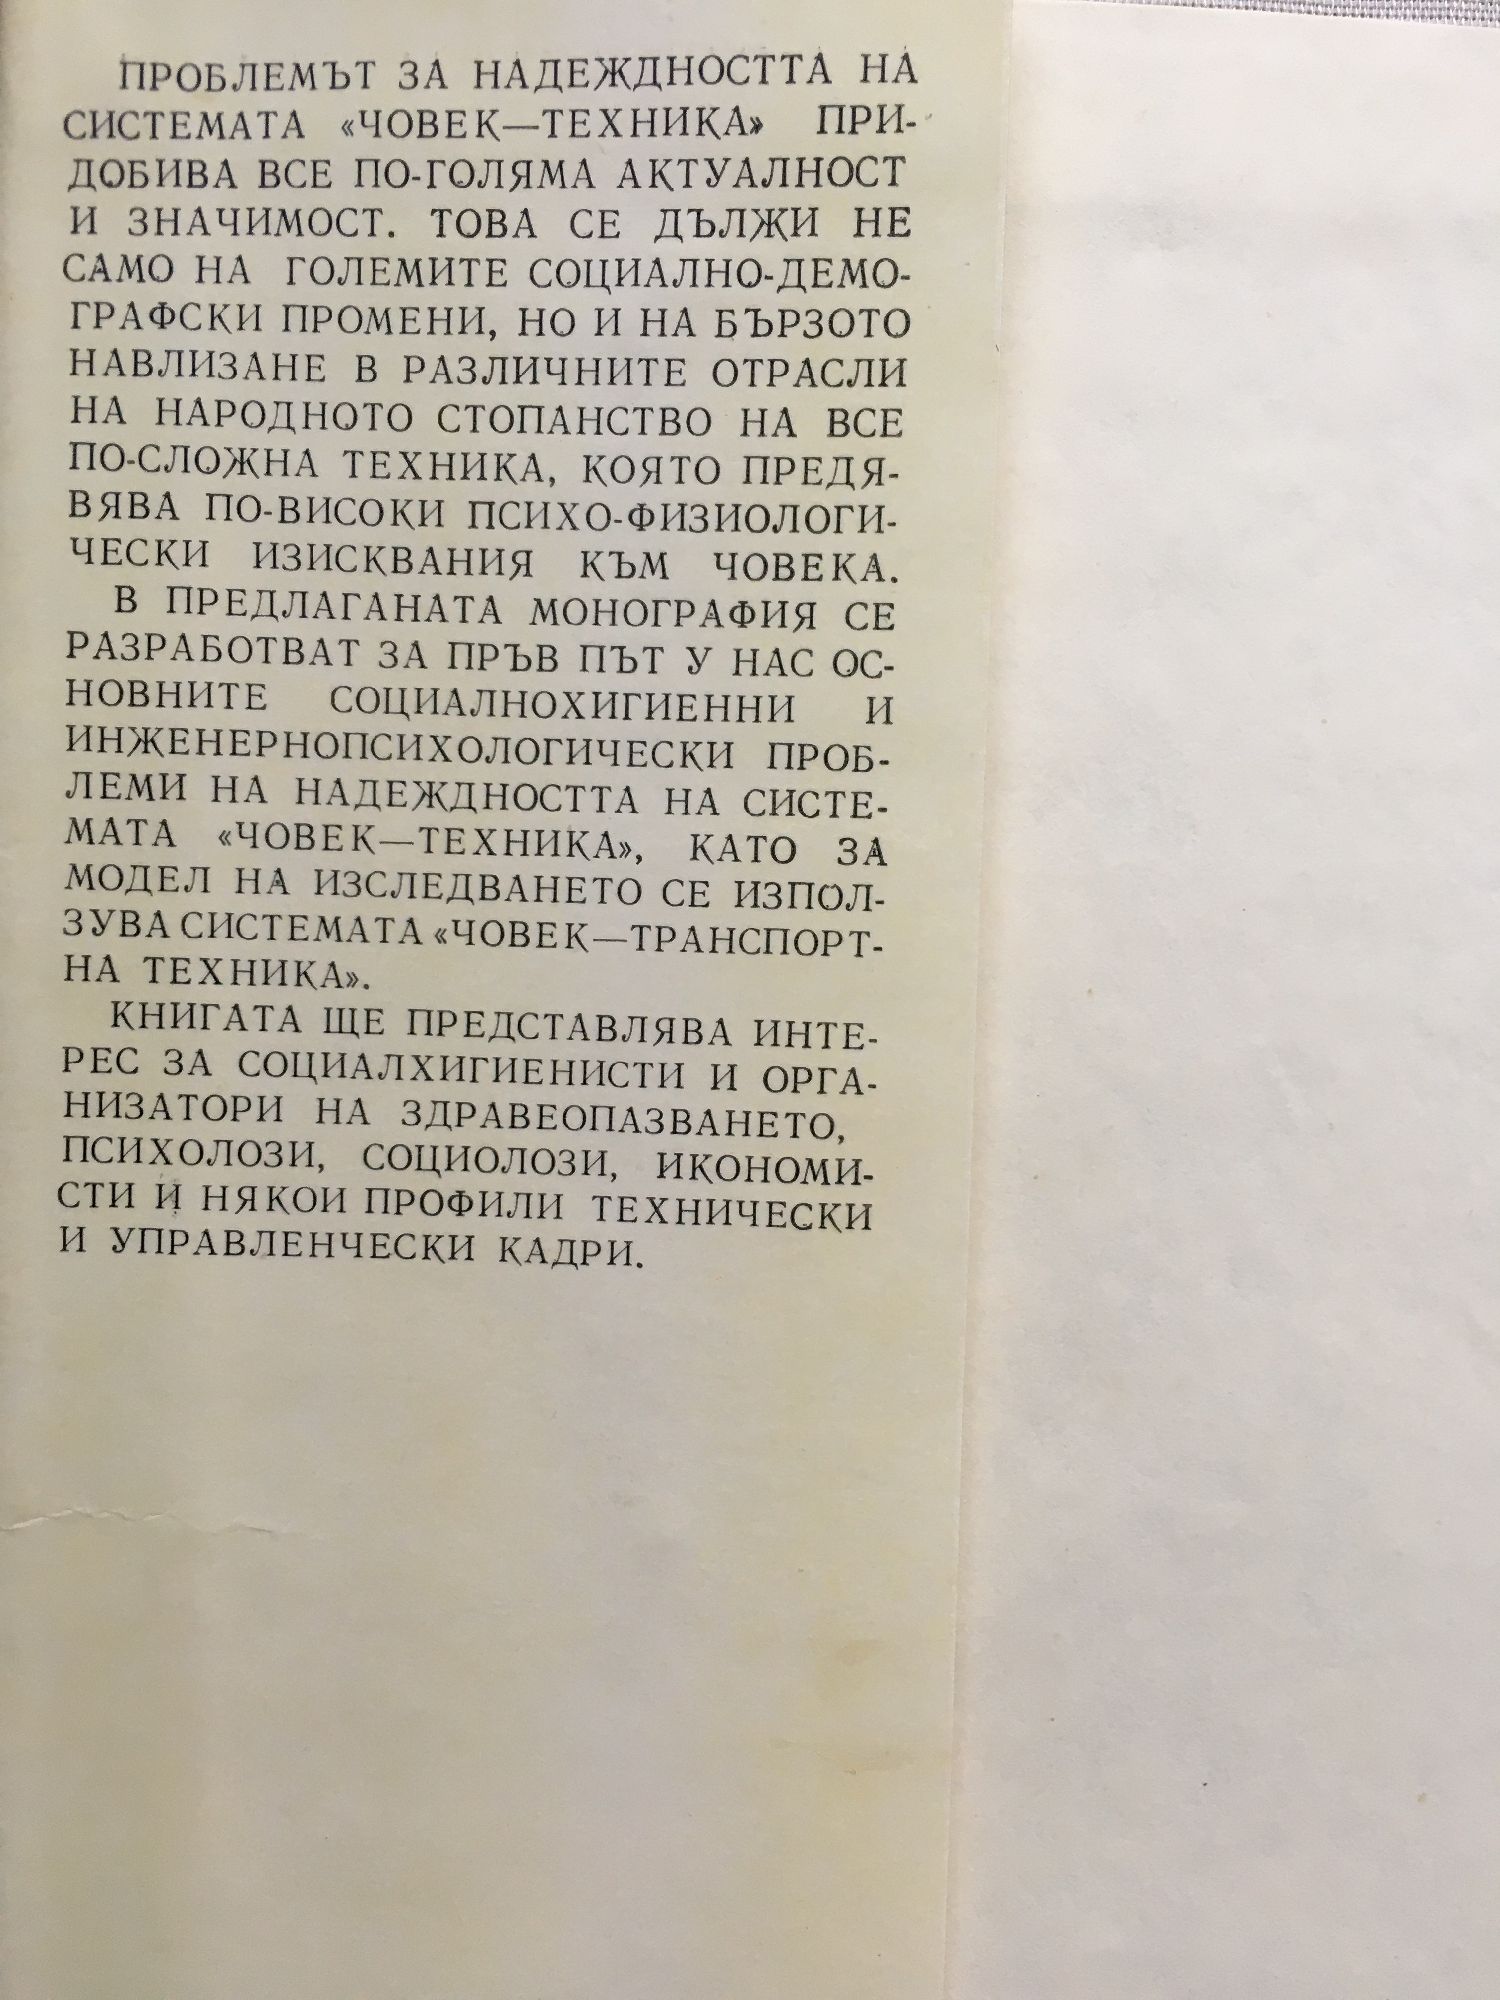 ПРОБЛЕМЪТ ЗА НАДЕЖДНОСТТА НА
СИСТЕМАТА «ЧОВЕК—ТЕХНИКА» ПРИ-
ДОБИВА ВСЕ ПО-ГОЛЯМА АКТУАЛНОСТ
И ЗНАЧИМОСТ. ТОВА СЕ ДЪЛЖИ НЕ
САМО НА ГОЛЕМИТЕ СОЦИАЛНО-ДЕМО-
ГРАФСКИ ПРОМЕНИ, НО И НА БЪРЗОТО
НАВЛИЗАНЕ В РАЗЛИЧНИТЕ ОТРАСЛИ
НА НАРОДНОТО СТОПАНСТВО НА ВСЕ
ПО-СЛОЖНА ТЕХНИКА, КОЯТО ПРЕДЯ-
ВЯВА ПО-ВИСОКИ ПСИХО-ФИЗИОЛОГИ-
ЧЕСКИ ИЗИСКВАНИЯ КЪМ ЧОВЕКА.
В ПРЕДЛАГАНАТА МОНОГРАФИЯ СЕ
РАЗРАБОТВАТ ЗА ПРЪВ ПЪТ У НАС ОС-
НОВНИТЕ СОЦИАЛНОХИГИЕННИ И
ИНЖЕНЕРНОПСИХОЛОГИЧЕСКИ ПРОБ-
ЛЕМИ НА НАДЕЖДНОСТТА НА СИСТЕ-
МАТА «ЧОВЕК—ТЕХНИКА», КАТО ЗА
МОДЕЛ НА ИЗСЛЕДВАНЕТО СЕ ИЗПОЛ-
ЗУВА СИСТЕМАТА «ЧОВЕК—ТРАНСПОРТ-
НА ТЕХНИКА».
КНИГАТА ЩЕ ПРЕДСТАВЛЯВА ИНТЕ-
РЕС ЗА СОЦИАЛХИГИЕНИСТИ И ОРГА-
НИЗАТОРИ НА ЗДРАВЕОПАЗВАНЕТО,
ПСИХОЛОЗИ, СОЦИОЛОЗИ, ИКОНОМИ-
СТИ И НЯКОИ ПРОФИЛИ ТЕХНИЧЕСКИ
И УПРАВЛЕНЧЕСКИ КАДРИ.